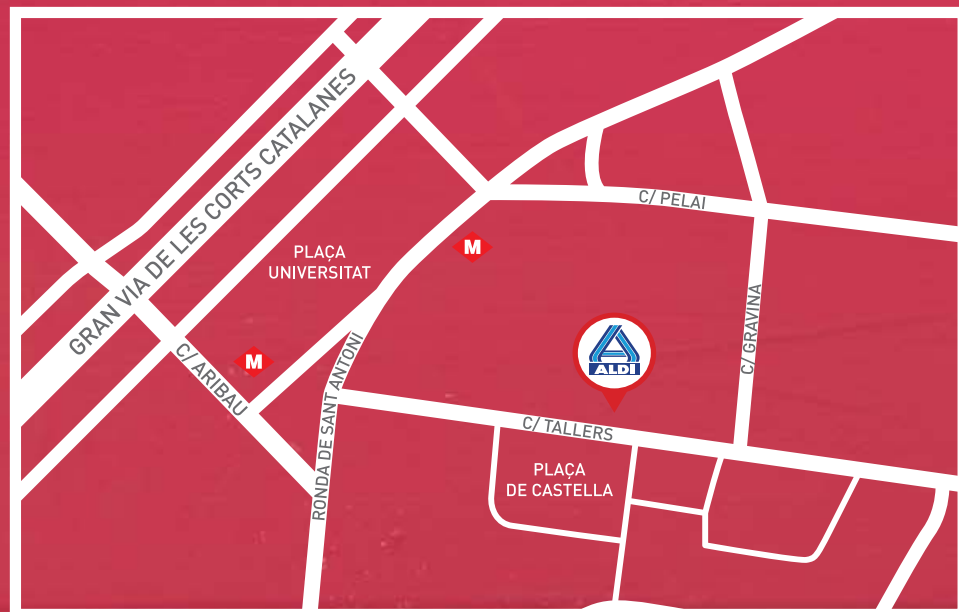 GRAN VIA DE LES CORTS CATALANES
C/ PELAI
PLAÇA
UNIVERSITAT
M
C/ GRAVINA
M
C/ ARIBAU
RONDA DE SANT ANTONI
ALDI
C/ TALLERS
PLAÇA
DE CASTELLA